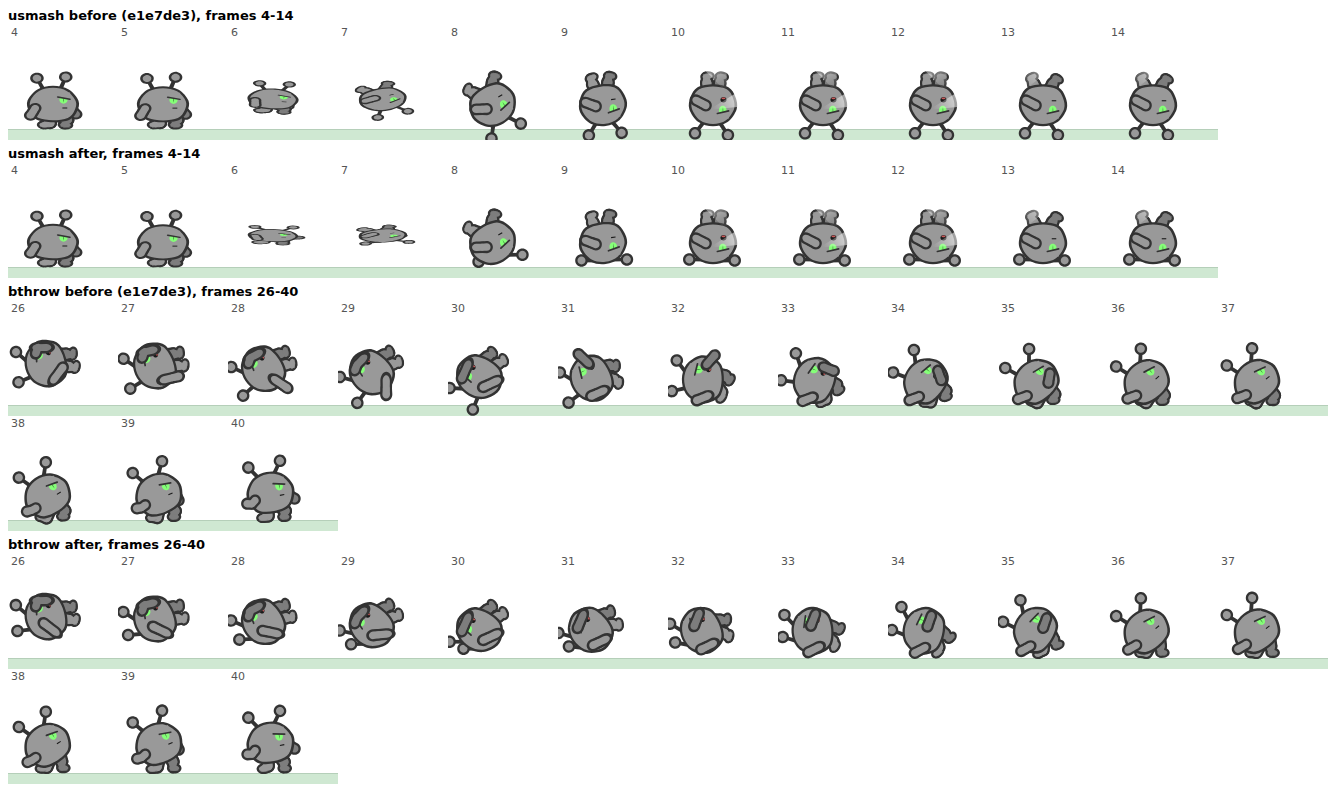 usmash before (e1e7de3), frames 4-14
4 5 6 7 8 9 10 11 12 13 14
usmash after, frames 4-14
4 5 6 7 8 9 10 11 12 13 14
bthrow before (e1e7de3), frames 26-40
26 27 28 29 30 31 32 33 34 35 36 37
38 39 40
bthrow after, frames 26-40
26 27 28 29 30 31 32 33 34 35 36 37
38 39 40